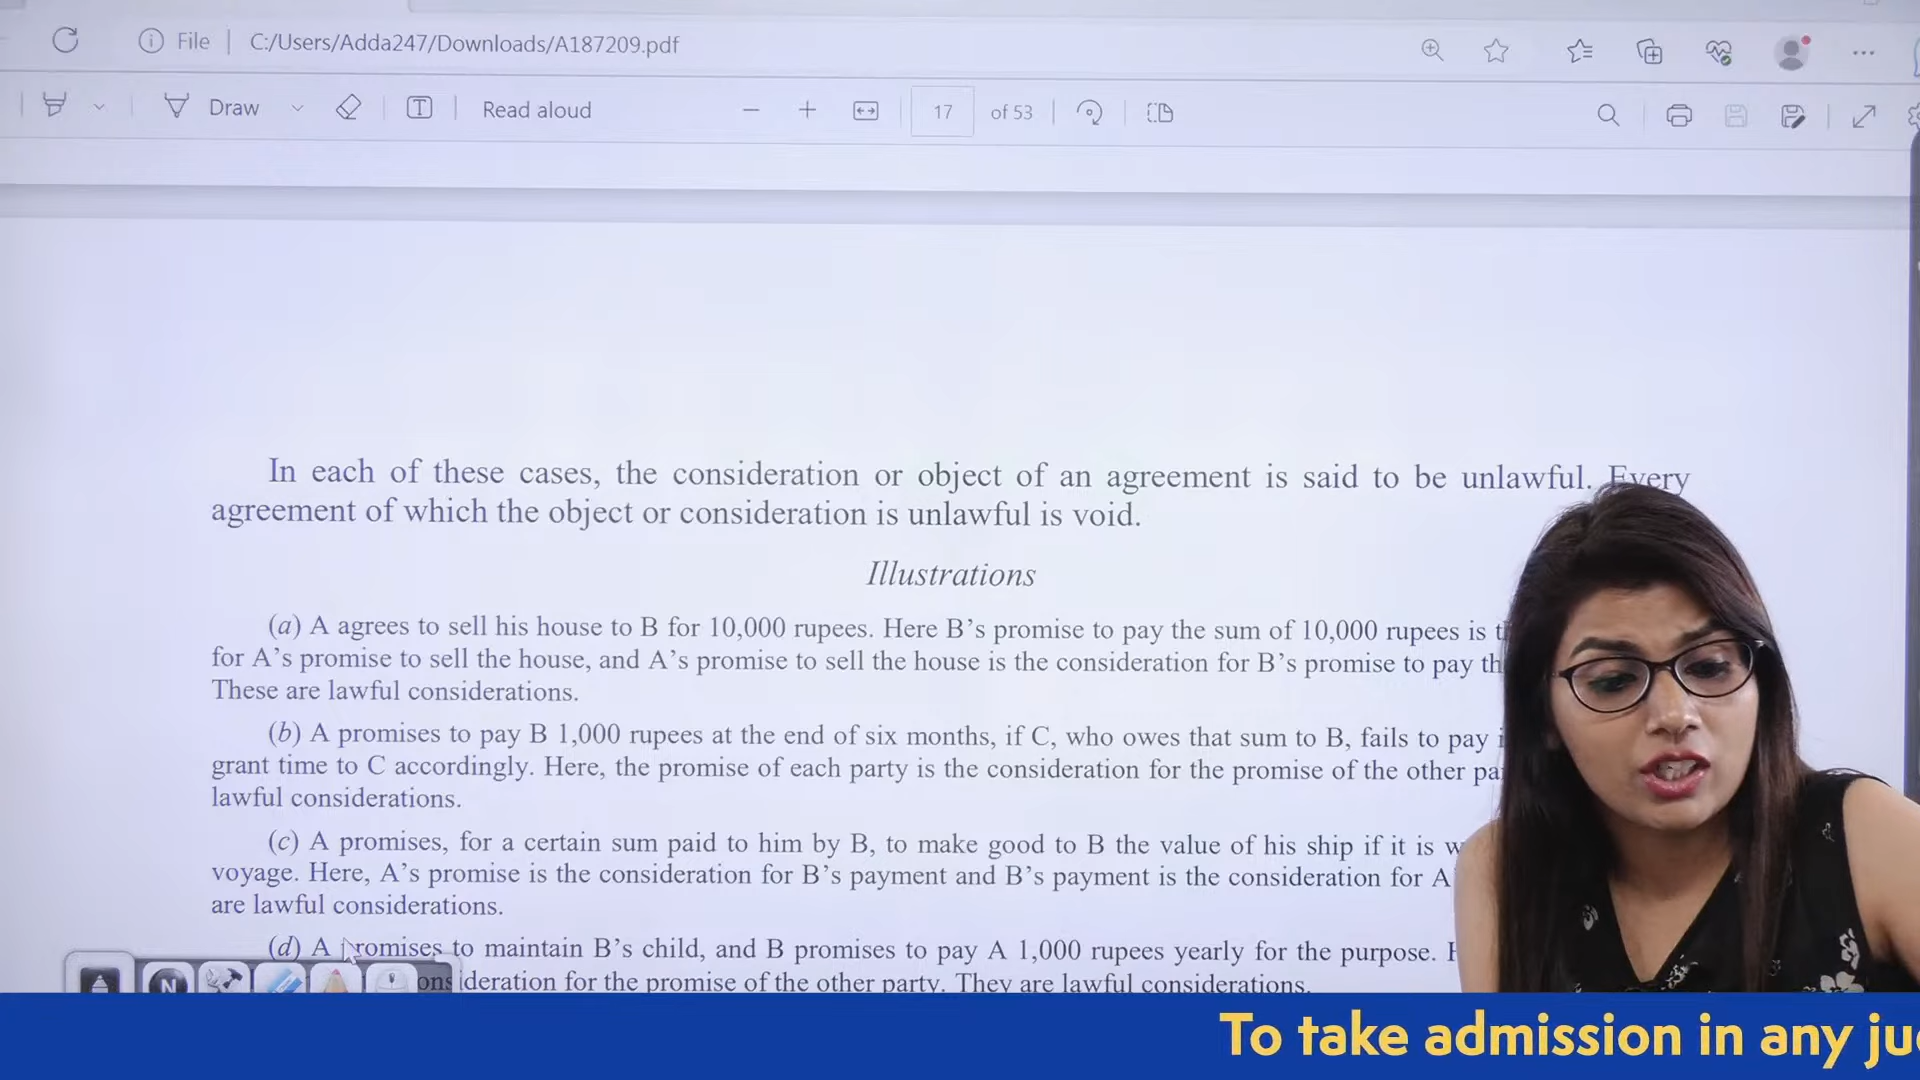 File C:/Users/Adda247/Downloads/A187209.pdf
Draw Read aloud 17 of 53
In each of these cases, the consideration or object of an agreement is said to be unlawful. Every
agreement of which the object or consideration is unlawful is void.
Illustrations
(a) A agrees to sell his house to B for 10,000 rupees. Here B’s promise to pay the sum of 10,000 rupees is
for A’s promise to sell the house, and A’s promise to sell the house is the consideration for B’s promise to pay
These are lawful considerations.
(b) A promises to pay B 1,000 rupees at the end of six months, if C, who owes that sum to B, fails to pay
grant time to C accordingly. Here, the promise of each party is the consideration for the promise of the other
lawful considerations.
(c) A promises, for a certain sum paid to him by B, to make good to B the value of his ship if it is
voyage. Here, A’s promise is the consideration for B’s payment and B’s payment is the consideration for A
are lawful considerations.
(d) A promises to maintain B’s child, and B promises to pay A 1,000 rupees yearly for the purpose.
N
for the promise of the other party. They are lawful considerations.
To take admission in any